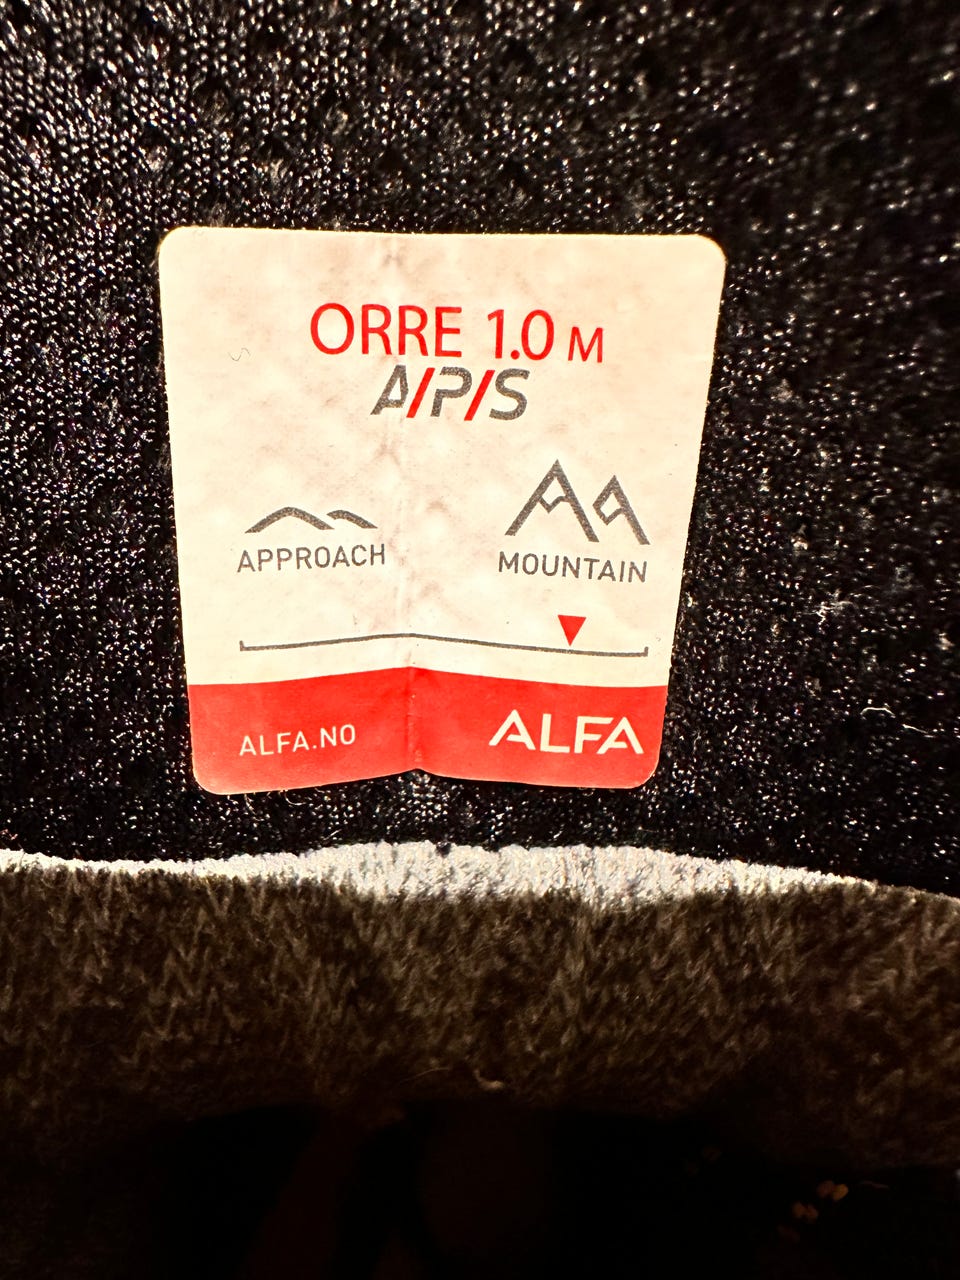 ORRE 1.0 M
A/P/S
APPROACH
MOUNTAIN
ALFA.NO
ALFA